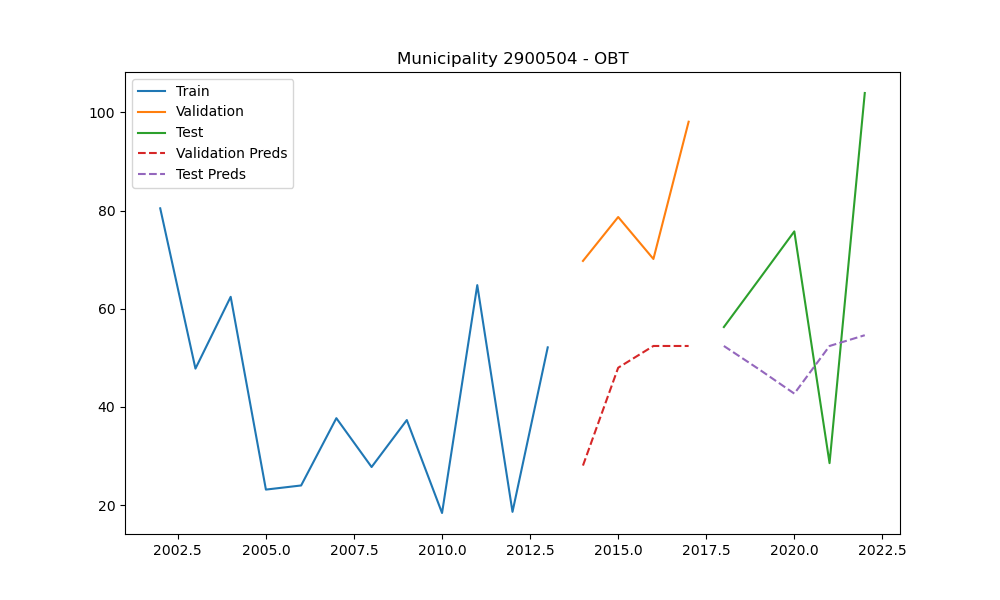 Municipality 2900504 - OBT
Train
Validation
Test
Validation Preds
Test Preds
100
80
60
40
20
2002.5 2005.0 2007.5 2010.0 2012.5 2015.0 2017.5 2020.0 2022.5